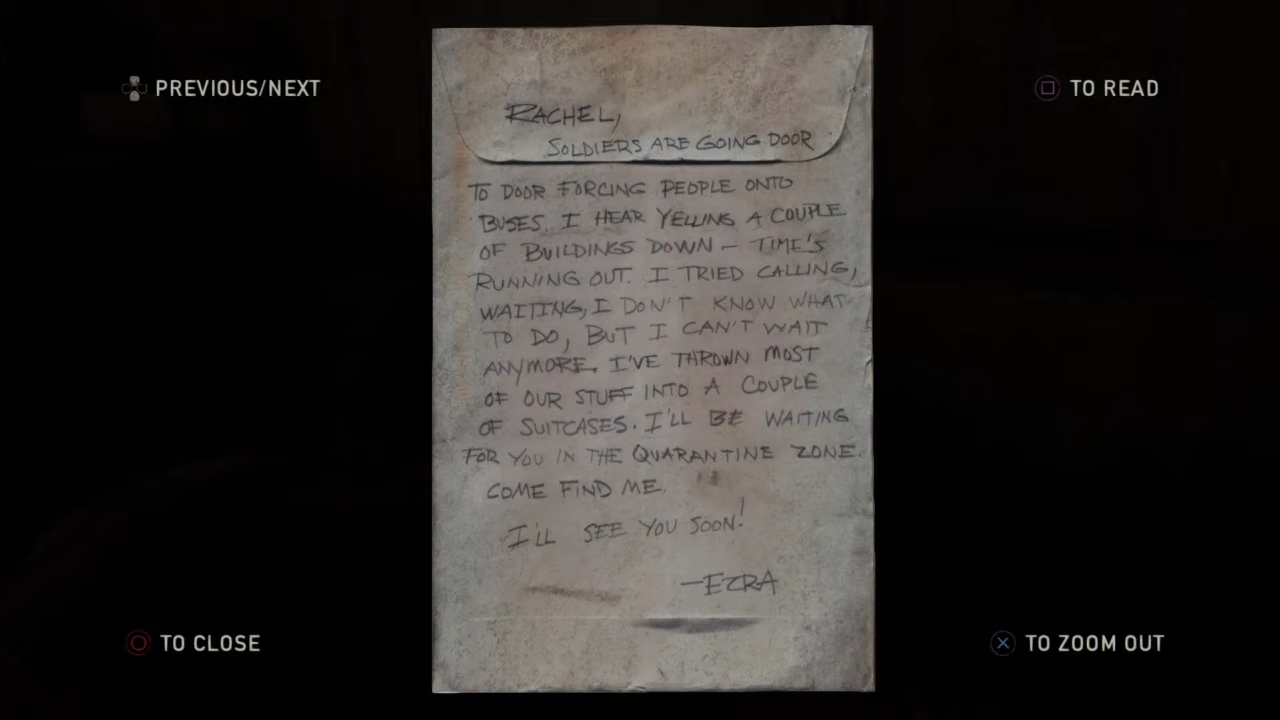 PREVIOUS/NEXT
TO READ
RACHEL,
SOLDIERS ARE GOING DOOR
TO DOOR FORCING PEOPLE ONTO
BUSES. I HEAR YELLING A COUPLE
OF BUILDINGS DOWN – TIME'S
RUNNING OUT. I TRIED CALLING,
WAITING, I DON'T KNOW WHAT
TO DO, BUT I CAN'T WAIT
ANYMORE. I'VE THROWN MOST
OF OUR STUFF INTO A COUPLE
OF SUITCASES. I'LL BE WAITING
FOR YOU IN THE QUARANTINE ZONE.
COME FIND ME.
I'LL SEE YOU SOON!
—EZRA
TO CLOSE
TO ZOOM OUT